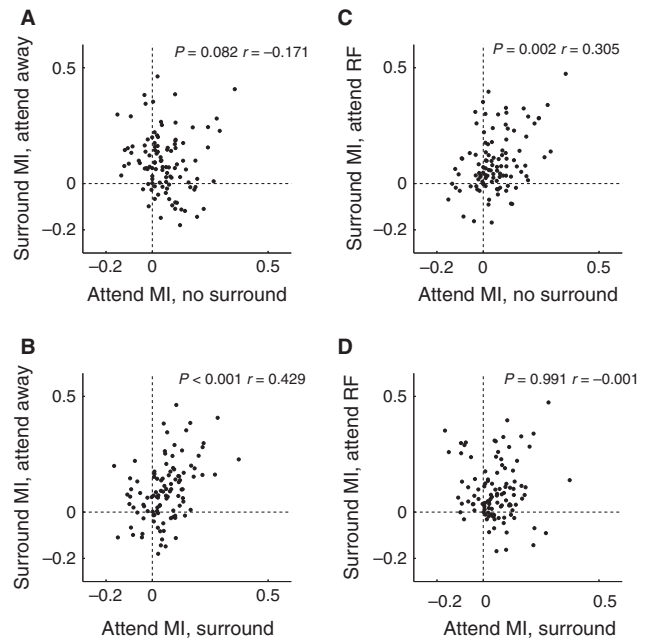 A
P = 0.082 r = –0.171
Surround MI, attend away
0.5
0
–0.2
–0.2 0 0.5
Attend MI, no surround
C
P = 0.002 r = 0.305
Surround MI, attend RF
0.5
0
–0.2
–0.2 0 0.5
Attend MI, no surround
B
P < 0.001 r = 0.429
Surround MI, attend away
0.5
0
–0.2
–0.2 0 0.5
Attend MI, surround
D
P = 0.991 r = –0.001
Surround MI, attend RF
0.5
0
–0.2
–0.2 0 0.5
Attend MI, surround